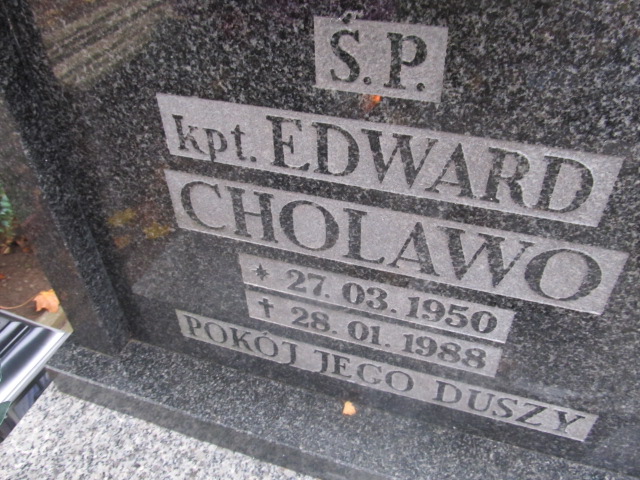 Ś.P.
kpt. EDWARD
CHOLAWO
* 27. 03. 1950
† 28. 01. 1988
POKÓJ JEGO DUSZY